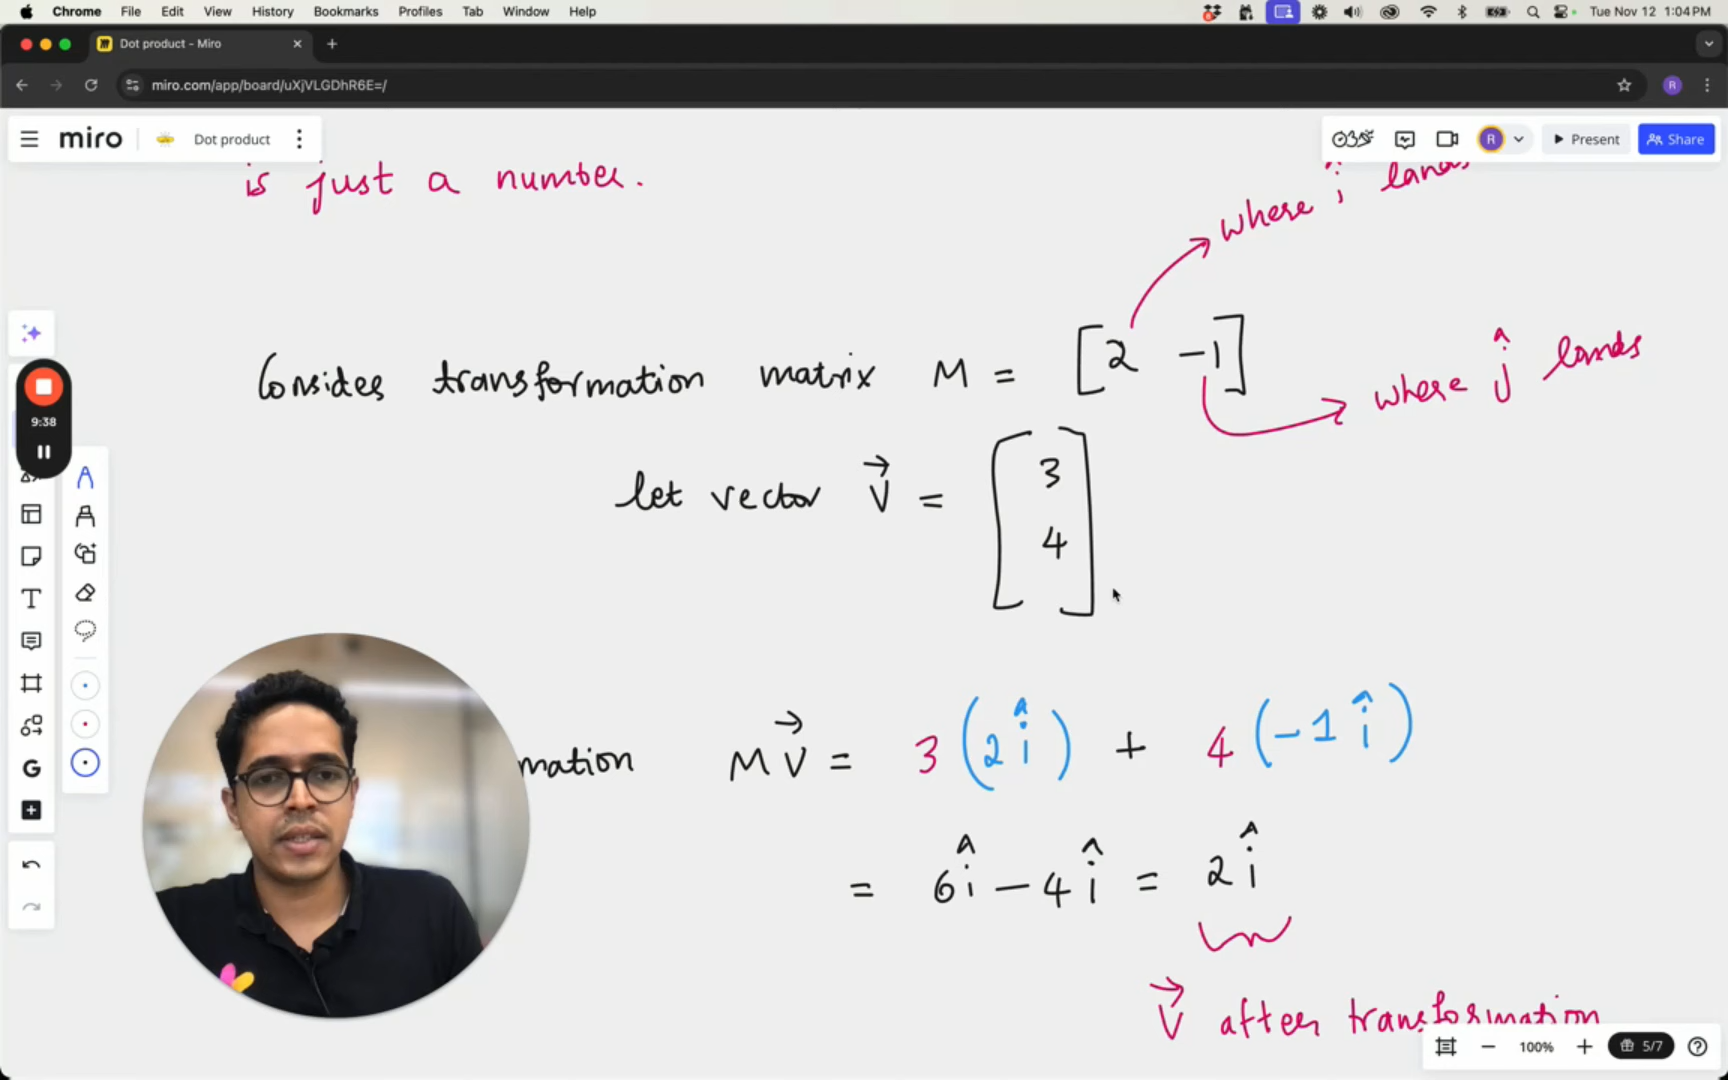 Chrome File Edit View History Bookmarks Profiles Tab Window Help Tue Nov 12 1:04 PM
Dot product - Miro
miro.com/app/board/uXjVLGDhR6E=/ R
miro Dot product R Present Share
is just a number.
where î lands
Consider transformation matrix M = [2 -1]
where ĵ lands
9:38
let vector v⃗ = [3
4]
mation Mv⃗ = 3(2î) + 4(-1î)
= 6î - 4î = 2î
v⃗ after transformation
100% 5/7 ?
T
G